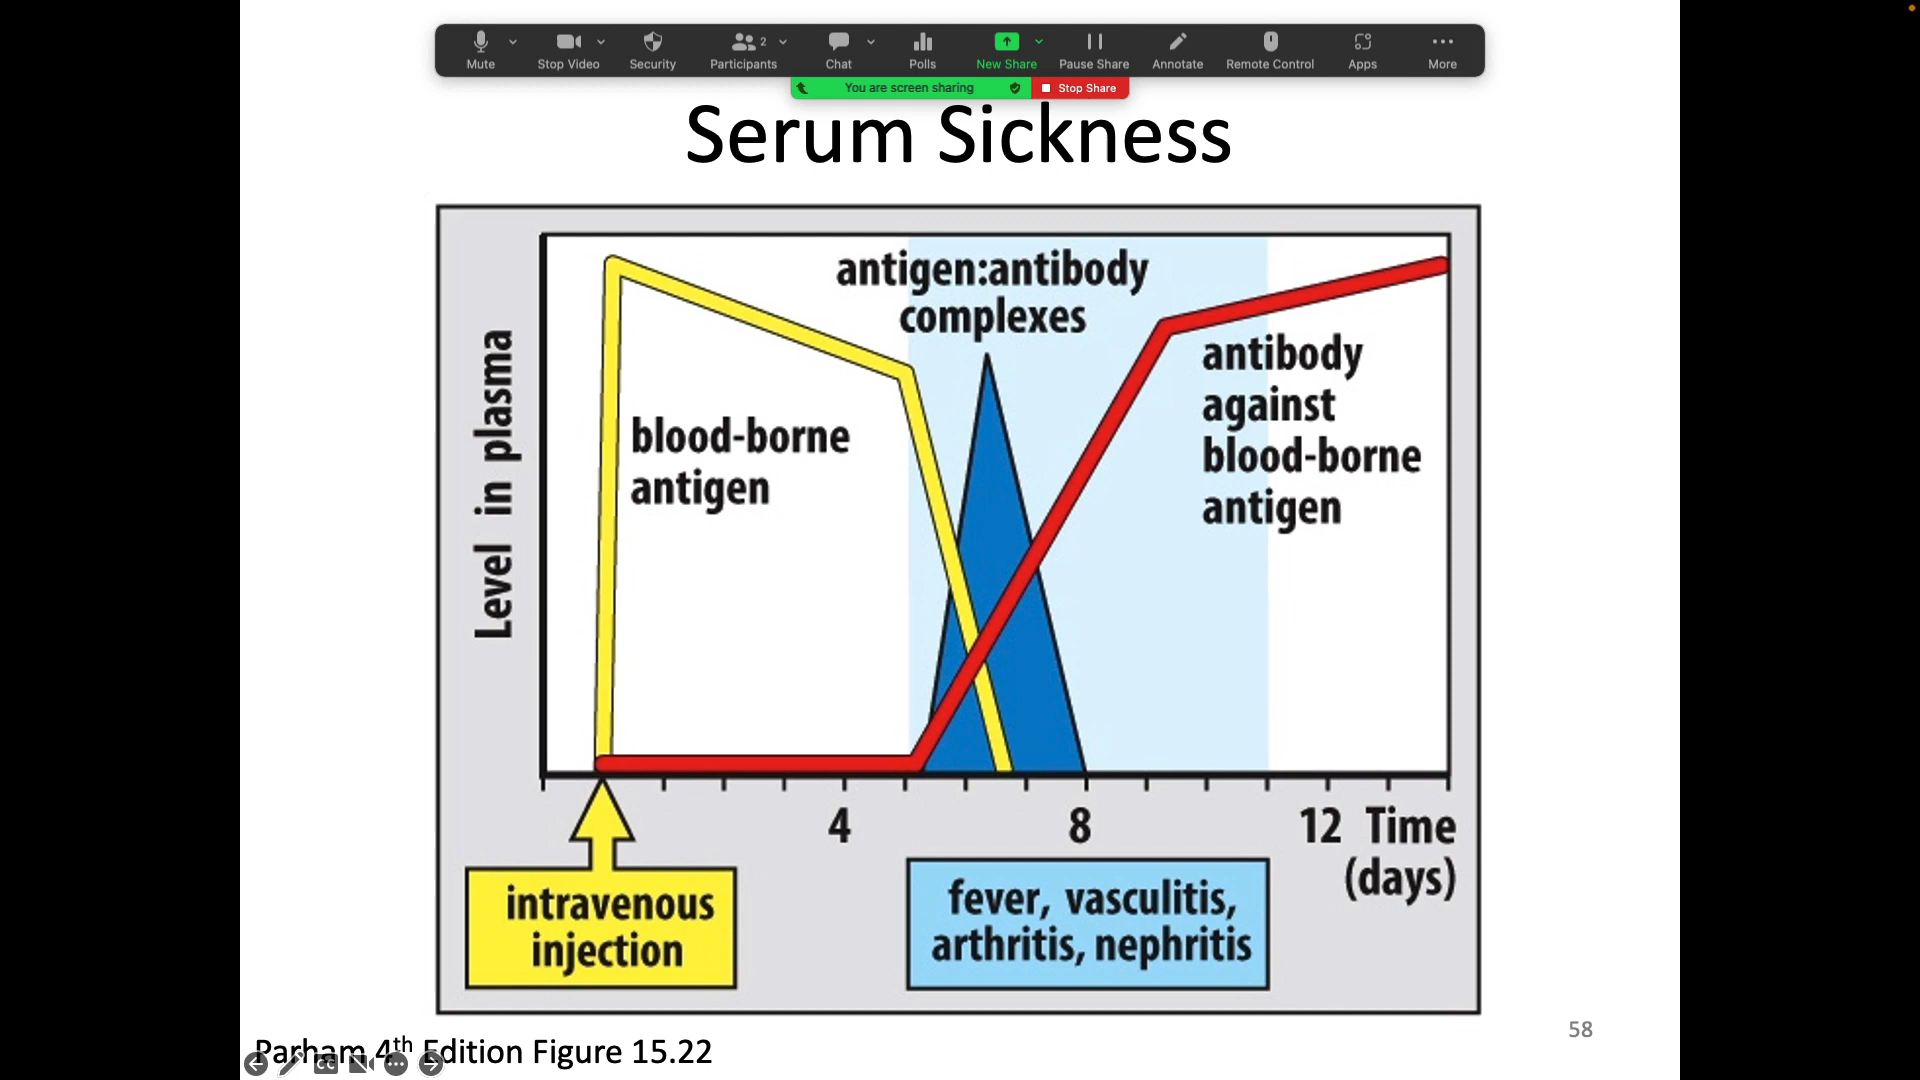 Mute
Stop Video
Security
Participants
2
Chat
Polls
New Share
Pause Share
Annotate
Remote Control
Apps
More
You are screen sharing
Stop Share
Serum Sickness
Level in plasma
antigen:antibody
complexes
blood-borne
antigen
antibody
against
blood-borne
antigen
4
8
12
Time
(days)
intravenous
injection
fever, vasculitis,
arthritis, nephritis
58
Parham 4th Edition Figure 15.22
CC